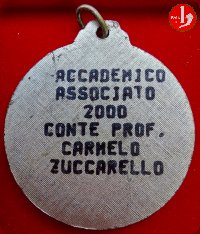 ACCADEMICO
ASSOCIATO
2000
CONTE PROF.
CARMELO
ZUCCARELLO